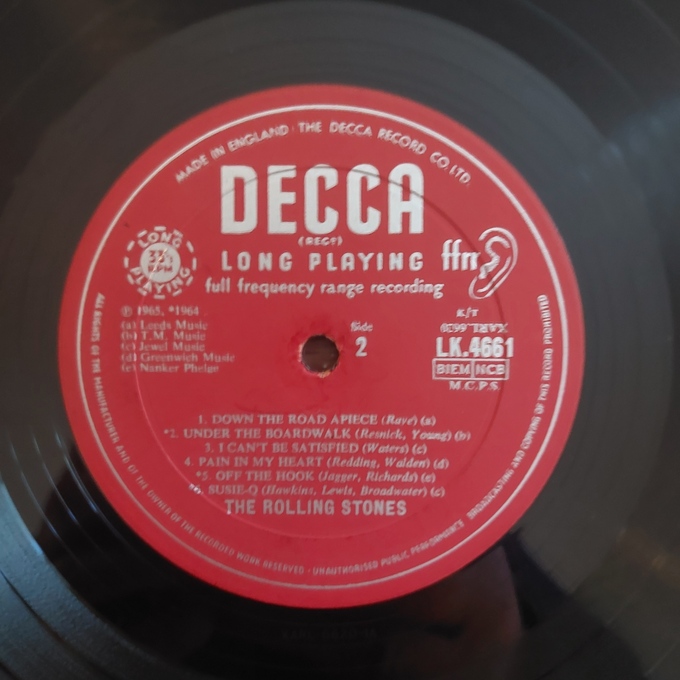 MADE IN ENGLAND · THE DECCA RECORD CO. LTD.
DECCA
(REGD)
LONG PLAYING
ffrr
full frequency range recording
LONG
33⅓
RPM
PLAYING
℗ 1965, *1964
(a) Leeds Music
(b) T.M. Music
(c) Jewel Music
(d) Greenwich Music
(e) Nanker Phelge
Side
2
K/T
XARL.6620
LK.4661
BIEM NCB
M.C.P.S.
1. DOWN THE ROAD APIECE (Raye) (a)
*2. UNDER THE BOARDWALK (Resnick, Young) (b)
3. I CAN'T BE SATISFIED (Waters) (c)
4. PAIN IN MY HEART (Redding, Walden) (d)
*5. OFF THE HOOK (Jagger, Richards) (e)
*6. SUSIE-Q (Hawkins, Lewis, Broadwater) (c)
THE ROLLING STONES
ALL RIGHTS OF THE MANUFACTURER AND OF THE OWNER OF THE RECORDED WORK RESERVED · UNAUTHORISED PUBLIC PERFORMANCE, BROADCASTING AND COPYING OF THIS RECORD PROHIBITED